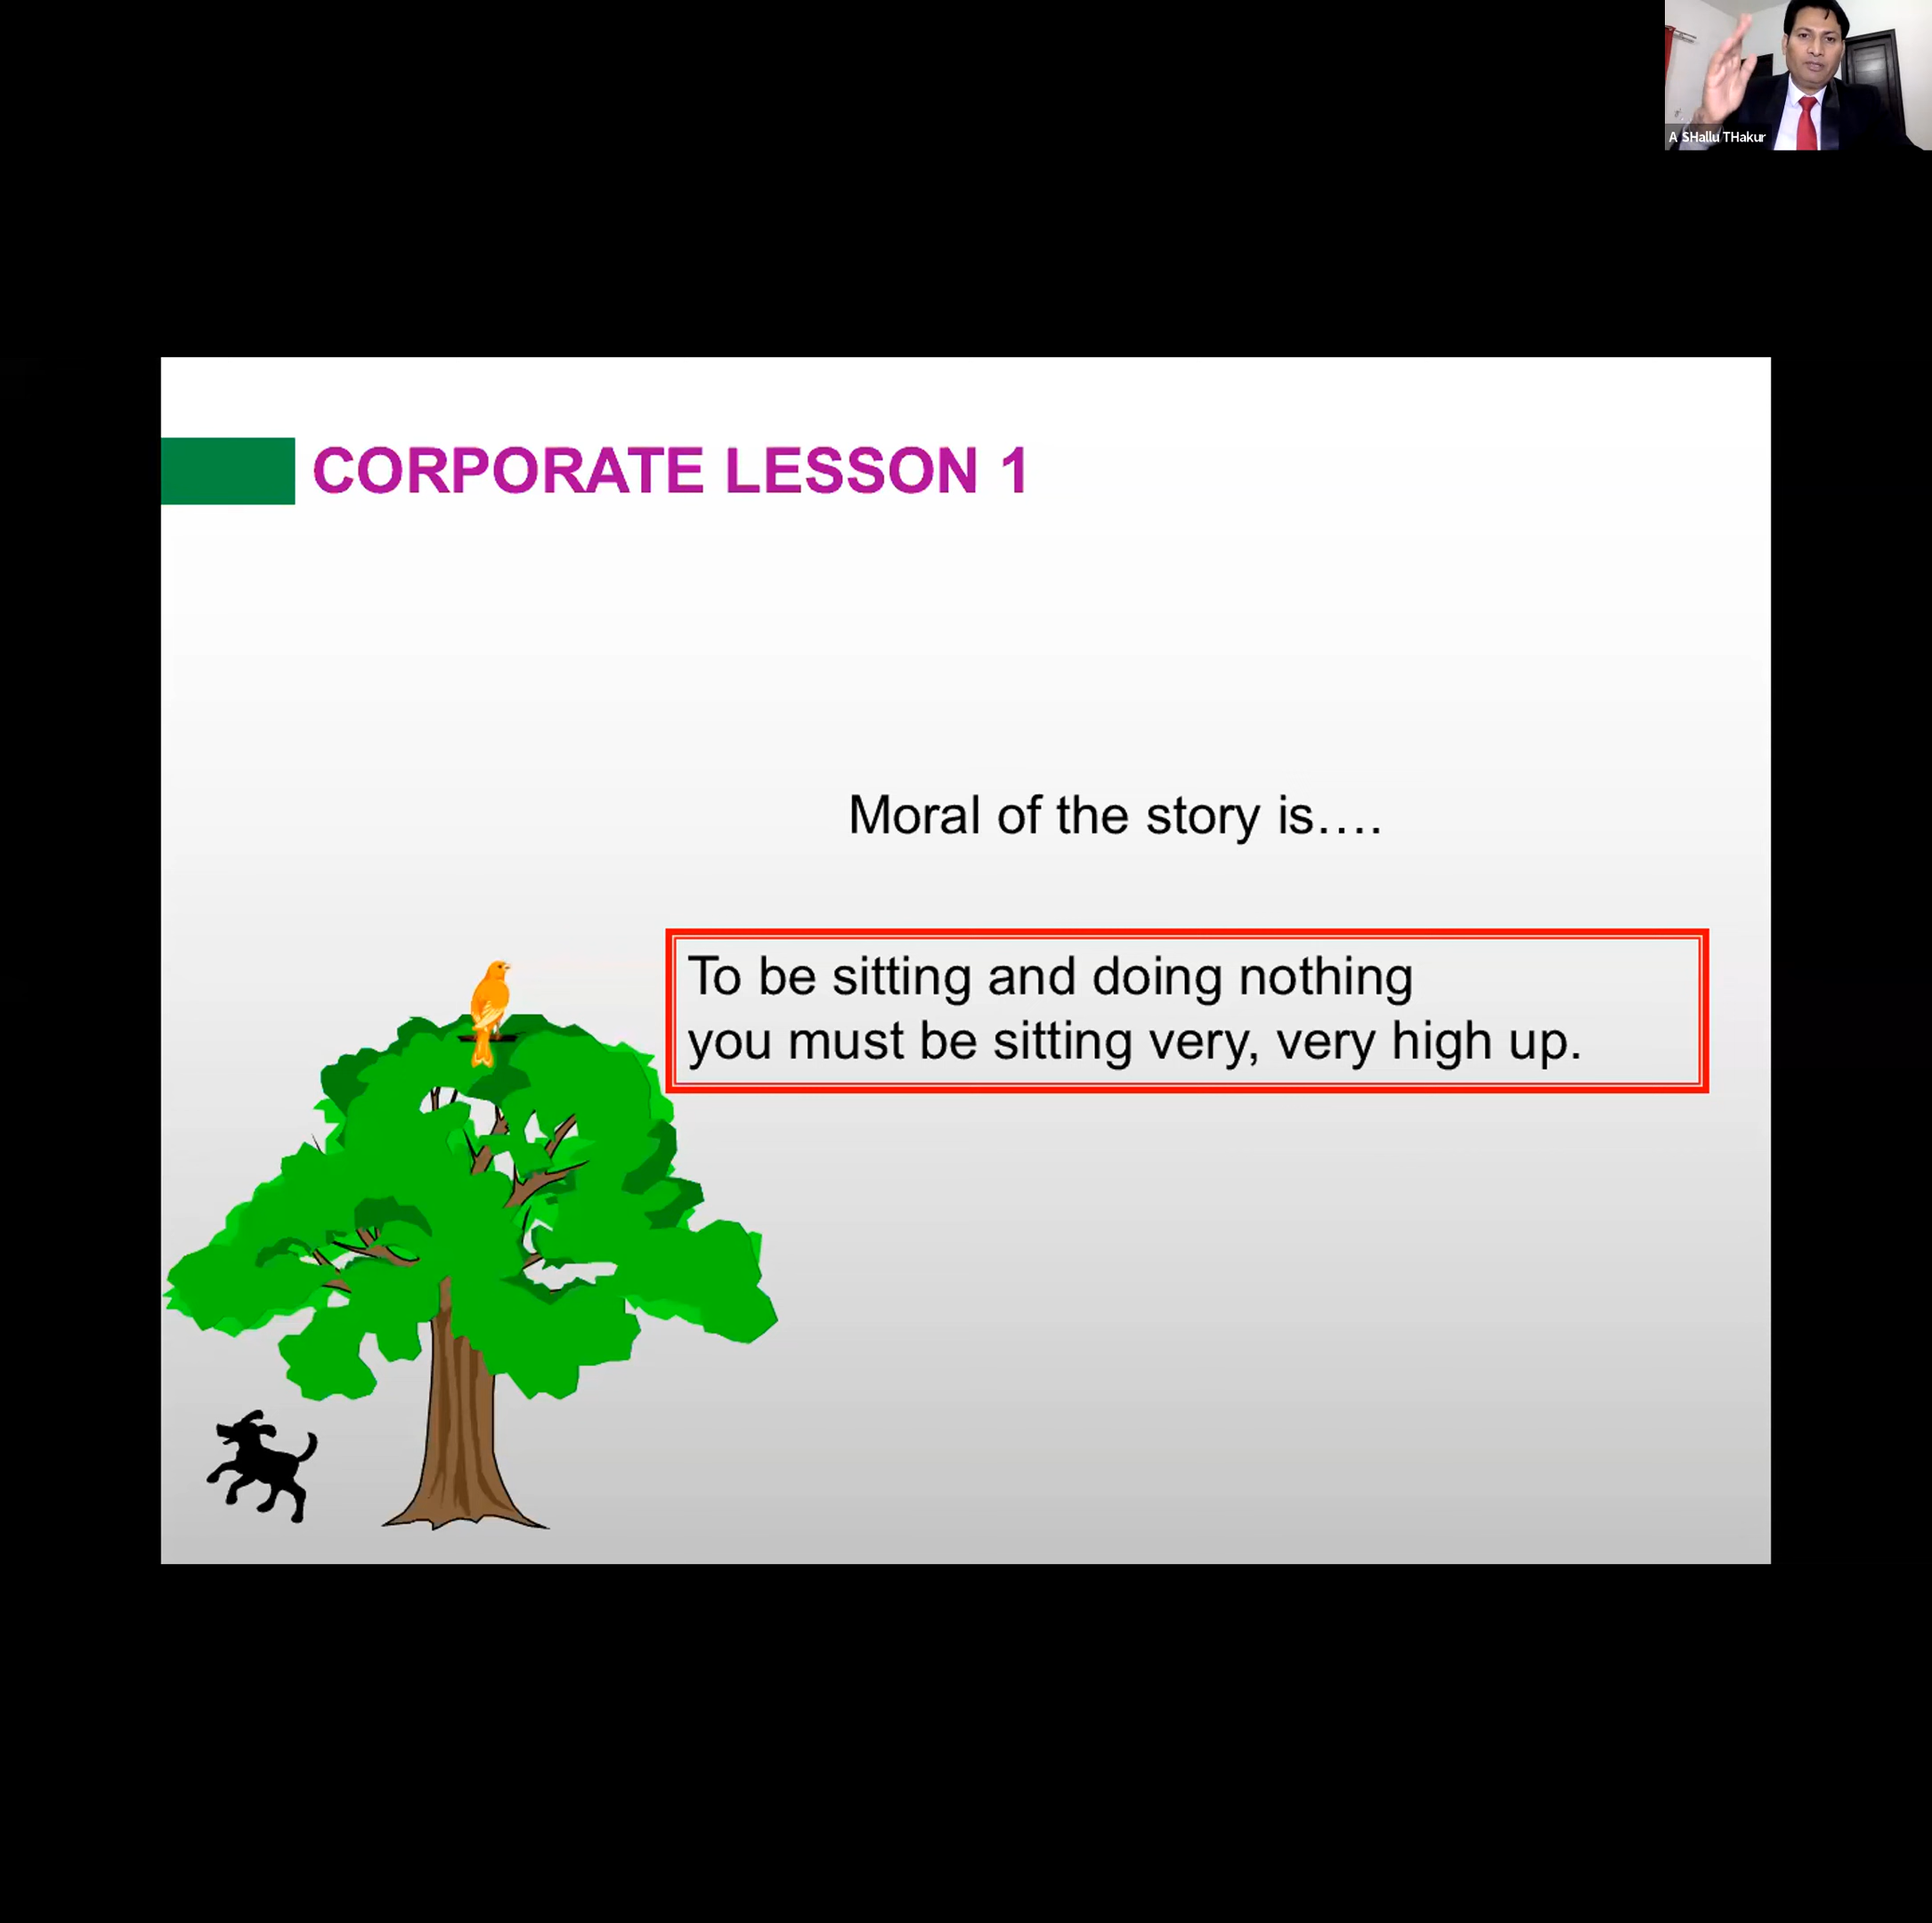 A SHallu THakur
CORPORATE LESSON 1
Moral of the story is....
To be sitting and doing nothing
you must be sitting very, very high up.